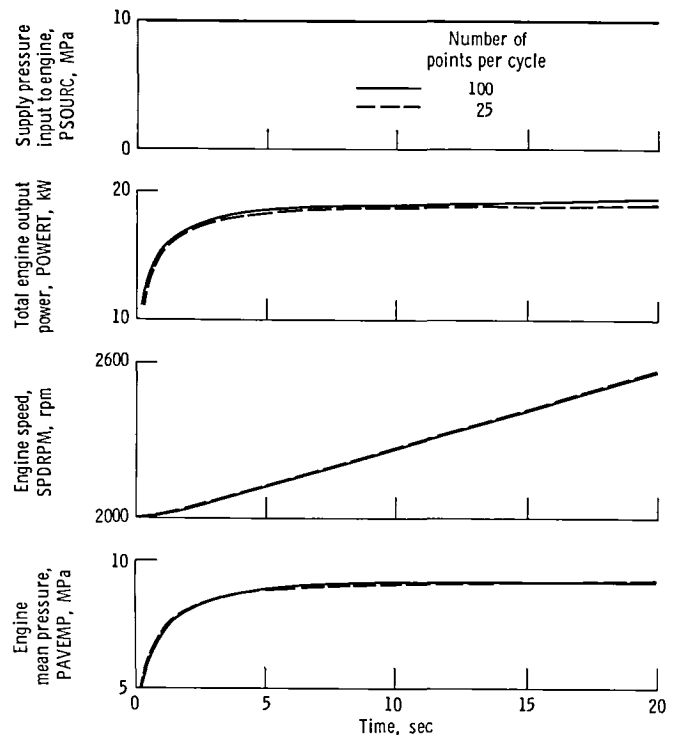 10
Supply pressure
input to engine,
PSOURC, MPa
0
Number of
points per cycle
100
25
20
Total engine output
power, POWERT, kW
10
2600
Engine speed,
SPDRPM, rpm
2000
10
Engine
mean pressure,
PAVEMP, MPa
5
0 5 10 15 20
Time, sec